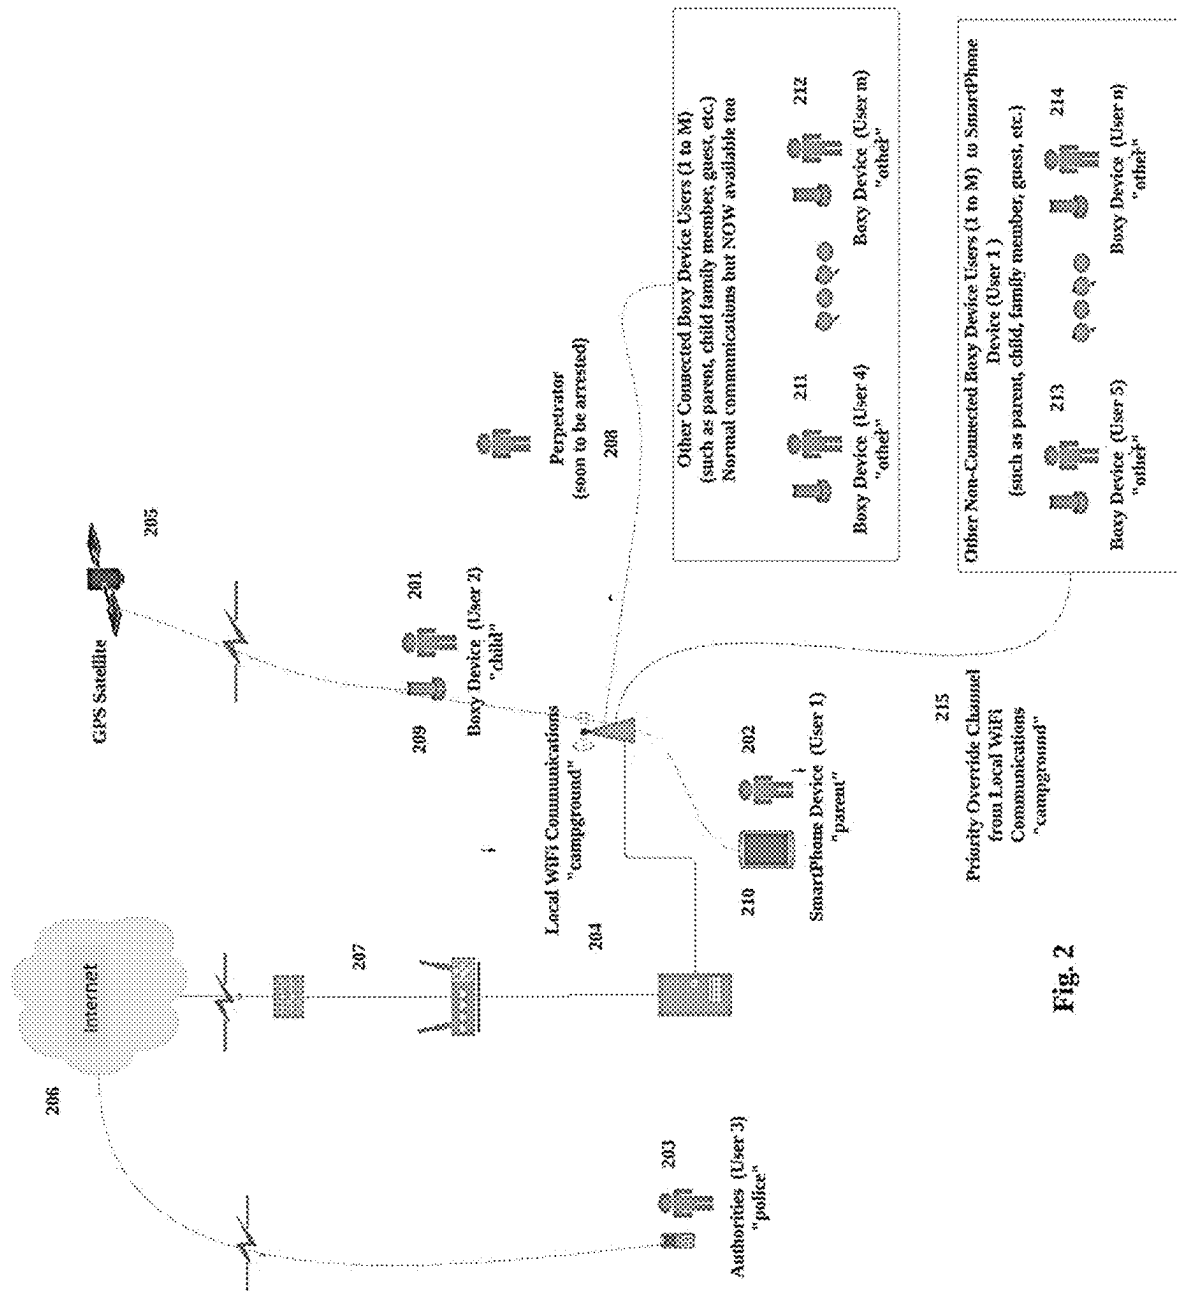 Internet
206
207
GPS Satellite
205
209
201
Boxy Device (User 2)
"child"
Perpetrator
(soon to be arrested)
208
Local WiFi Communications
"campground"
204
203
Authorities (User 3)
"police"
210
202
SmartPhone Device (User 1)
"parent"
Other Connected Boxy Device Users (1 to M)
(such as parent, child family member, guest, etc.)
Normal communications but NOW available too
211
212
Boxy Device (User 4)
"other"
Boxy Device (User m)
"other"
215
Priority Override Channel
from Local WiFi
Communications
"campground"
Other Non-Connected Boxy Device Users (1 to M) to SmartPhone
Device (User 1)
(such as parent, child, family member, guest, etc.)
213
214
Boxy Device (User 5)
"other"
Boxy Device (User n)
"other"
Fig. 2